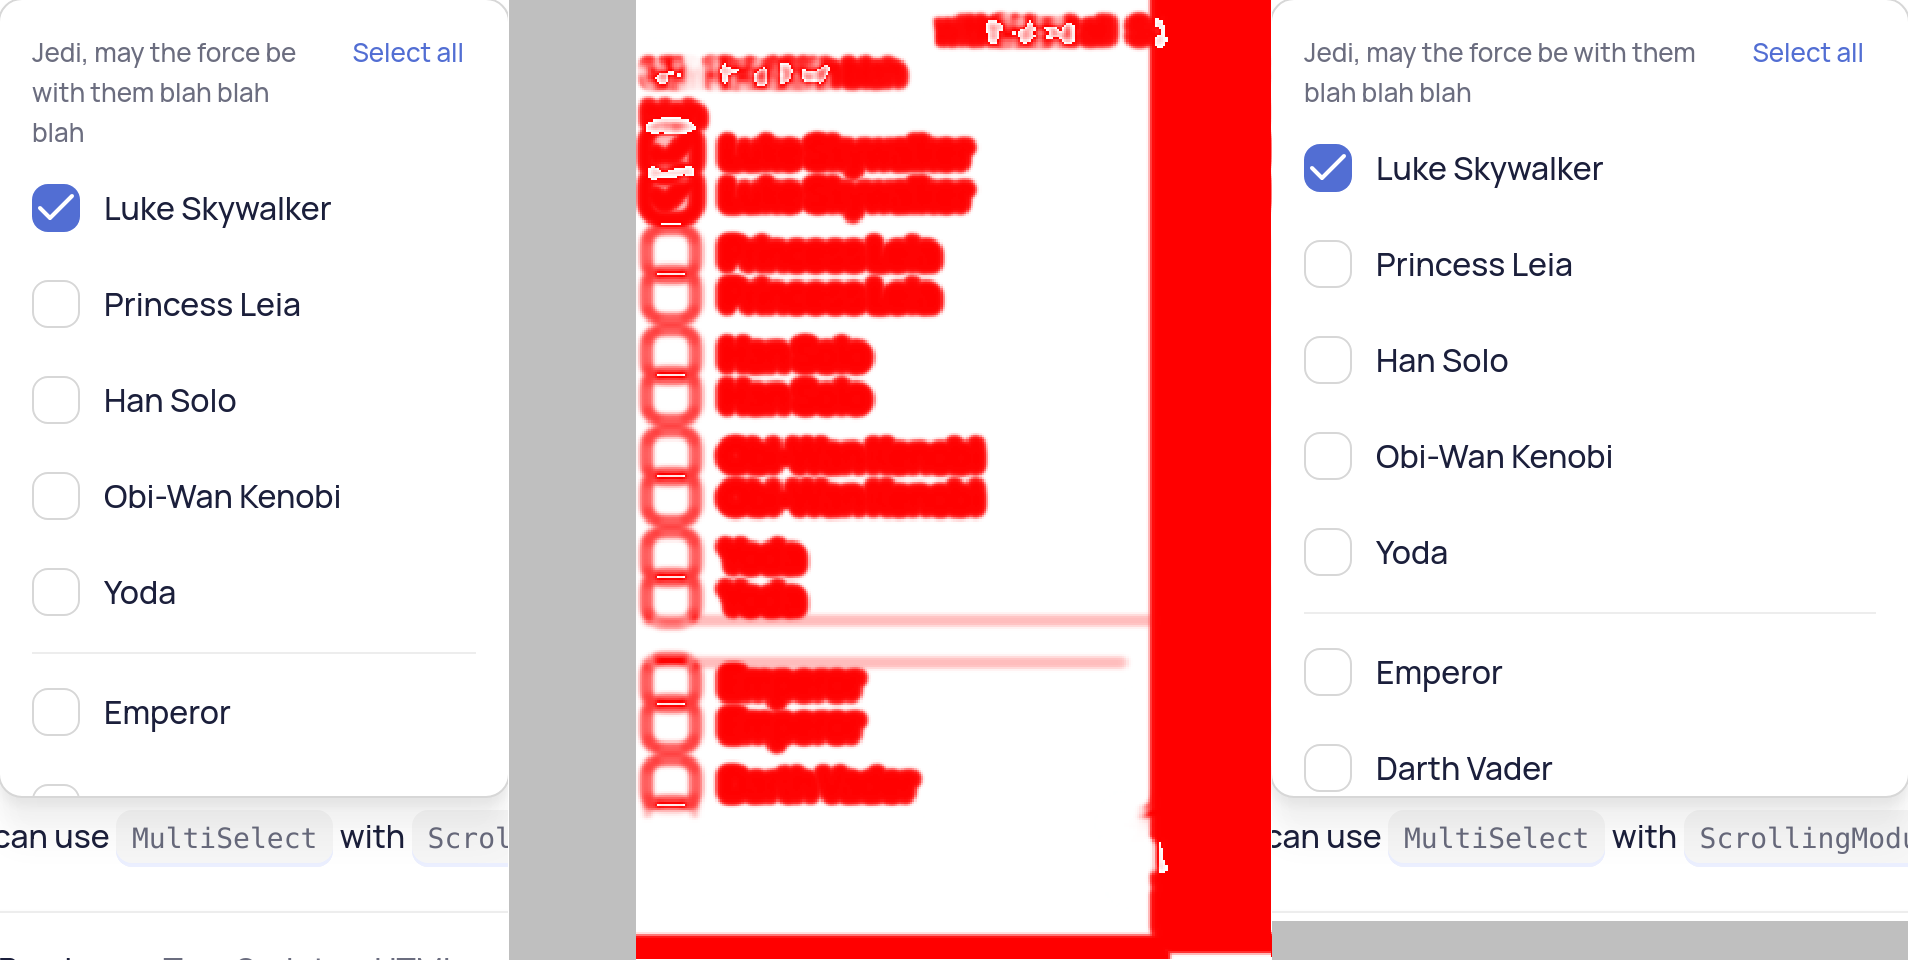 Jedi, may the force be
with them blah blah
blah
Select all
Luke Skywalker
Princess Leia
Han Solo
Obi-Wan Kenobi
Yoda
Emperor
can use MultiSelect with Scrol
Jedi, may the force be with them
blah blah blah
Select all
Luke Skywalker
Princess Leia
Han Solo
Obi-Wan Kenobi
Yoda
Emperor
Darth Vader
can use MultiSelect with ScrollingModu